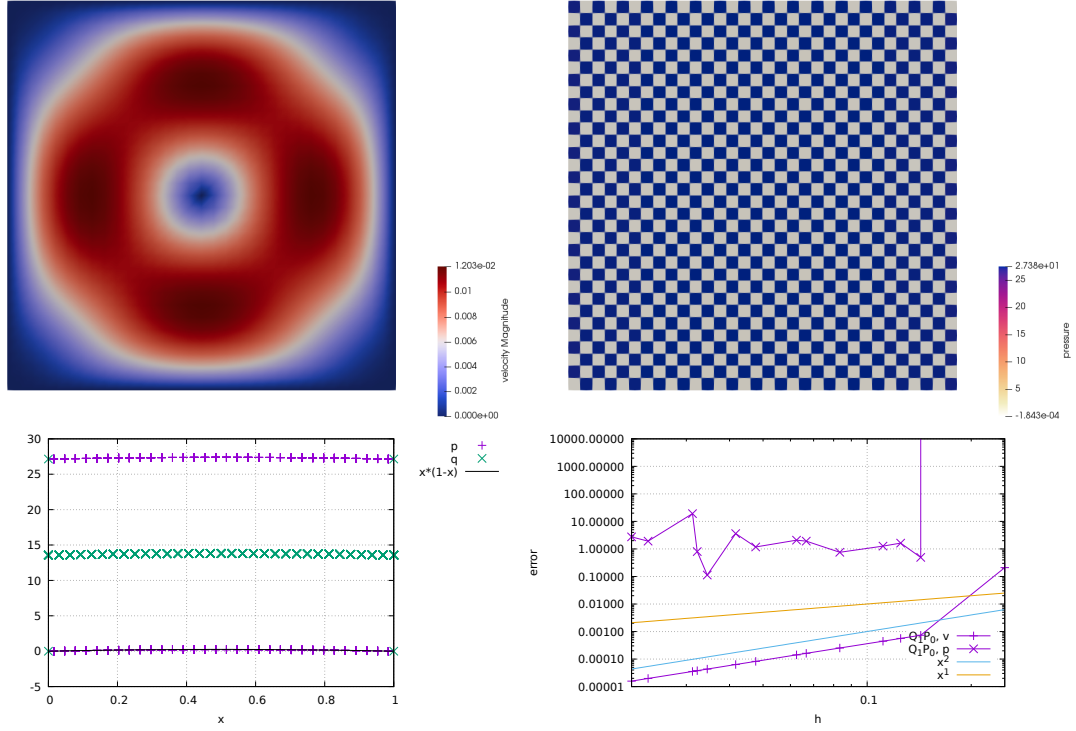 1.203e-02
0.01
0.008
0.006
0.004
0.002
0.000e+00
velocity Magnitude
2.738e+01
25
20
15
10
5
-1.843e-04
pressure
30
25
20
15
10
5
0
-5
0
0.2
0.4
0.6
0.8
1
x
p
q
x*(1-x)
10000.00000
1000.00000
100.00000
10.00000
1.00000
0.10000
0.01000
0.00100
0.00010
0.00001
error
0.1
h
Q₁P₀, v
Q₁P₀, p
x²
x¹